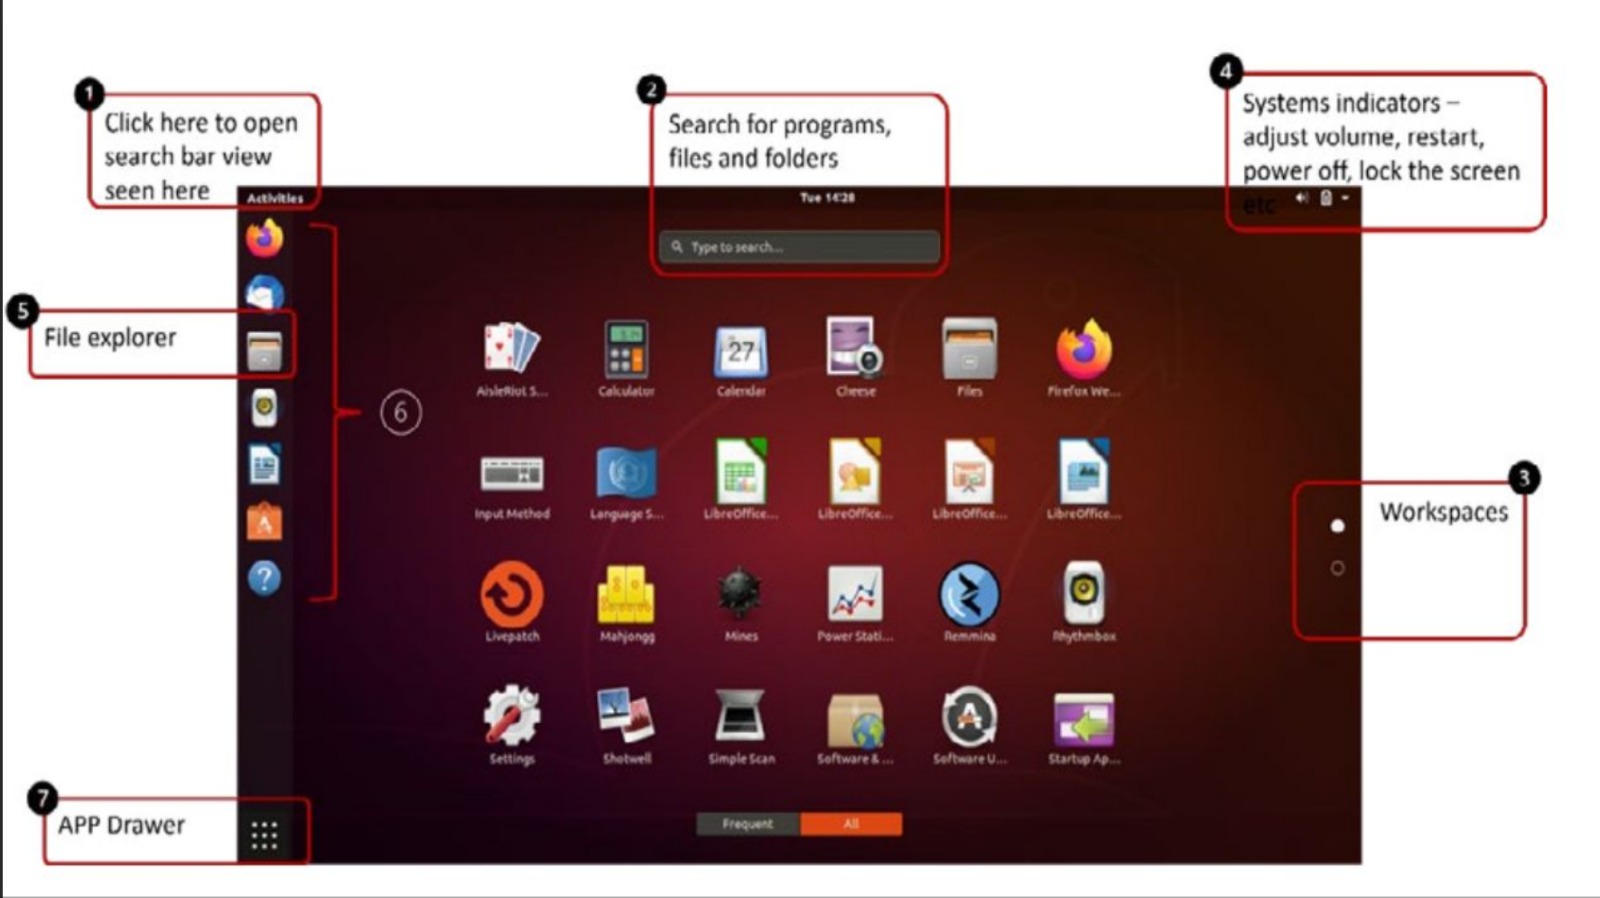 1
Click here to open
search bar view
seen here
2
Search for programs,
files and folders
4
Systems indicators –
adjust volume, restart,
power off, lock the screen
etc
Activities
Tue 14:28
Type to search...
5
File explorer
6
AisleRiot S...
Calculator
Calendar
27
Cheese
Files
Firefox We...
Input Method
Language S...
LibreOffice...
LibreOffice...
LibreOffice...
LibreOffice...
3
Workspaces
Livepatch
Mahjongg
Mines
Power Stati...
Remmina
Rhythmbox
Settings
Shotwell
Simple Scan
Software & ...
Software U...
Startup Ap...
7
APP Drawer
Frequent
All